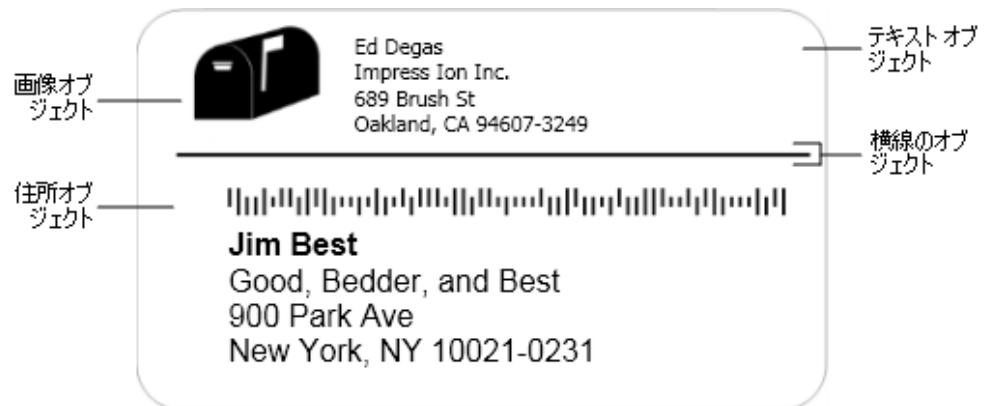 Ed Degas
Impress Ion Inc.
689 Brush St
Oakland, CA 94607-3249
テキスト オブ
ジェクト
画像オブ
ジェクト
横線のオブ
ジェクト
住所オブ
ジェクト
Jim Best
Good, Bedder, and Best
900 Park Ave
New York, NY 10021-0231